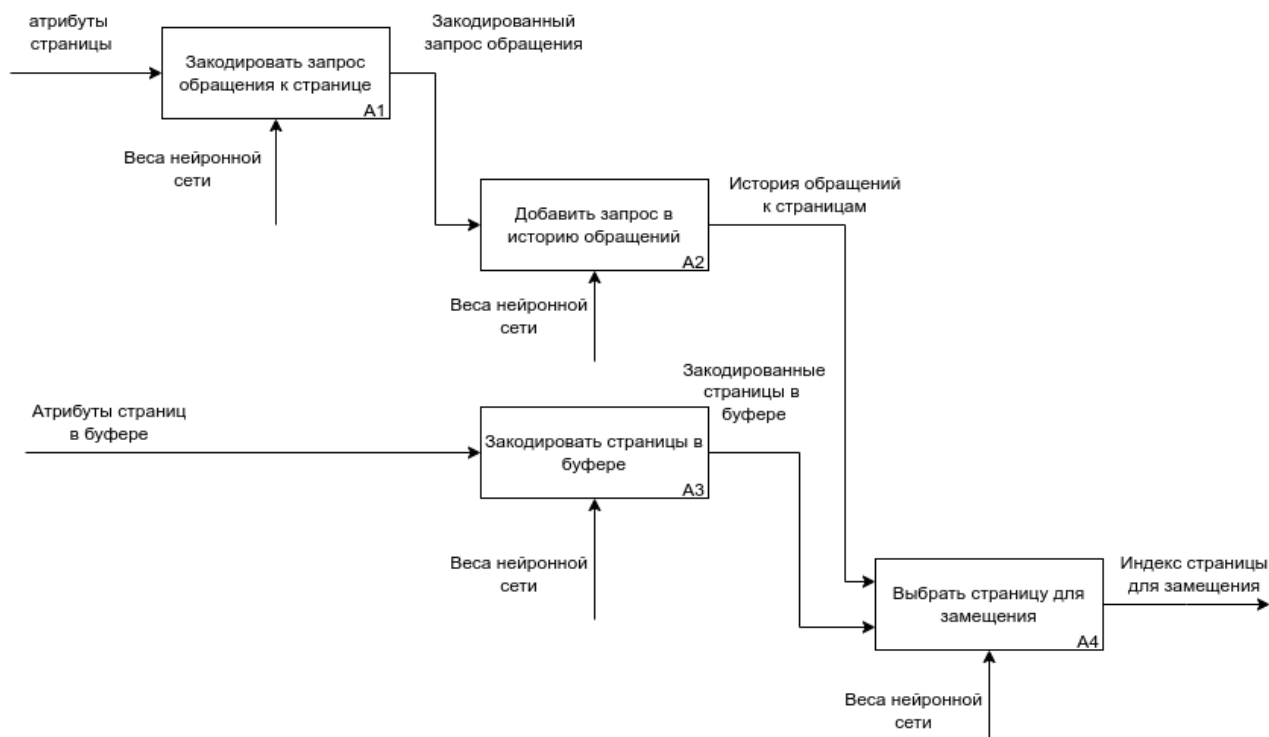 атрибуты
страницы
Закодированный
запрос обращения
Закодировать запрос
обращения к странице
A1
Веса нейронной
сети
История обращений
к страницам
Добавить запрос в
историю обращений
A2
Веса нейронной
сети
Закодированные
страницы в
буфере
Атрибуты страниц
в буфере
Закодировать страницы в
буфере
A3
Веса нейронной
сети
Индекс страницы
для замещения
Выбрать страницу для
замещения
A4
Веса нейронной
сети